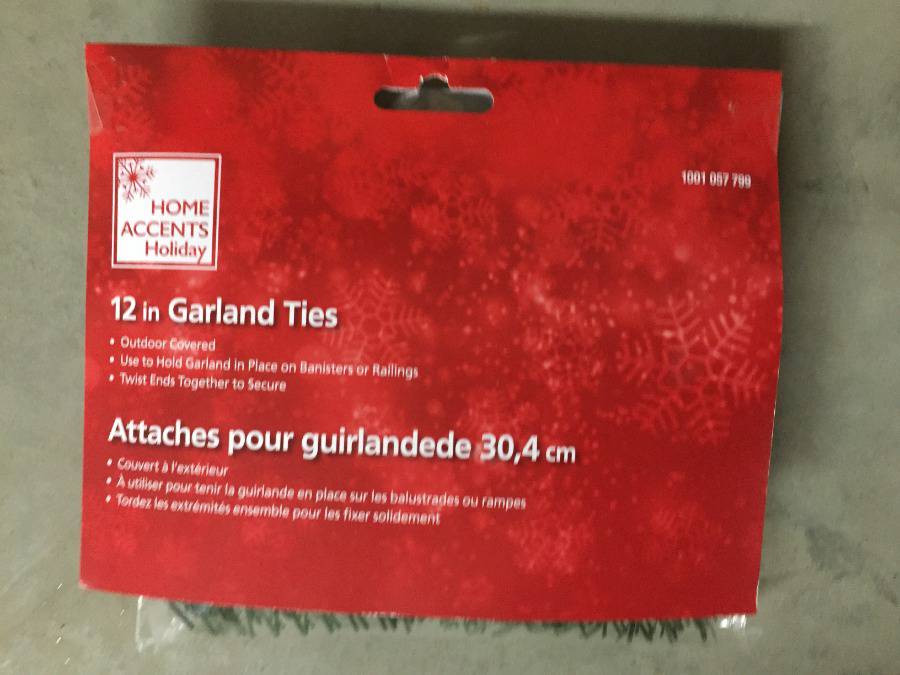 HOME
ACCENTS
Holiday
1001 057 799
12 in Garland Ties
• Outdoor Covered
• Use to Hold Garland in Place on Banisters or Railings
• Twist Ends Together to Secure
Attaches pour guirlandede 30,4 cm
• Couvert à l'extérieur
• À utiliser pour tenir la guirlande en place sur les balustrades ou rampes
• Tordez les extrémités ensemble pour les fixer solidement